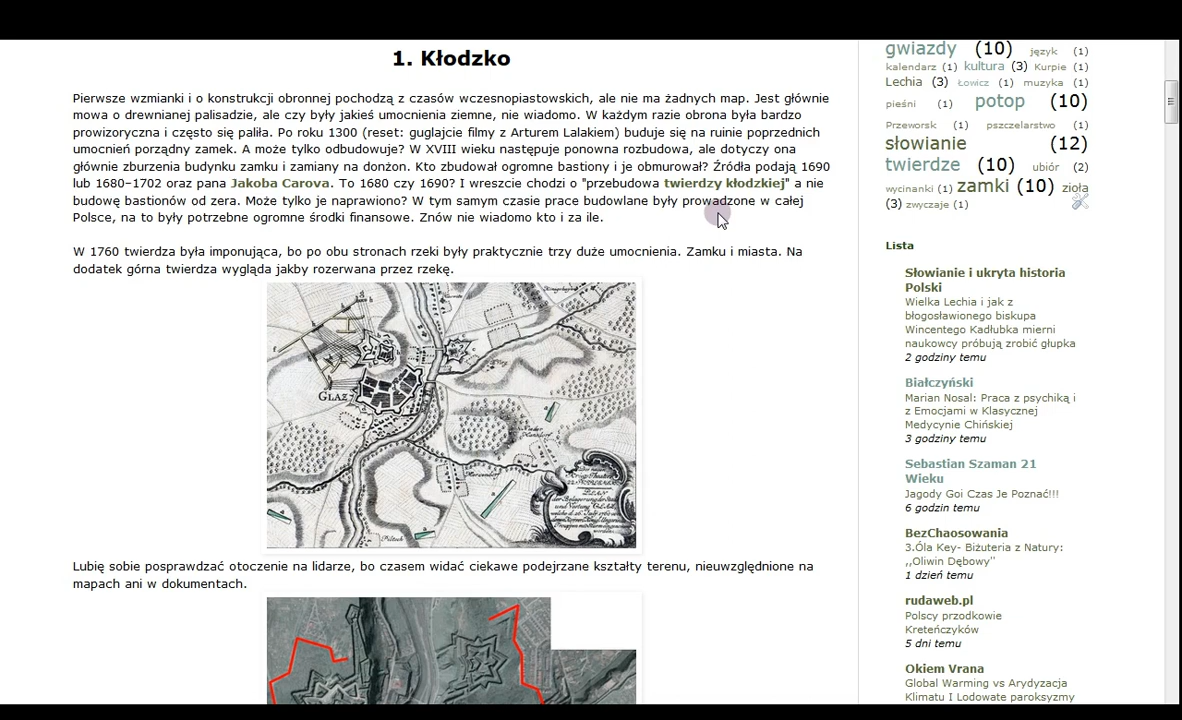 1. Kłodzko
Pierwsze wzmianki i o konstrukcji obronnej pochodzą z czasów wczesnopiastowskich, ale nie ma żadnych map. Jest głównie
mowa o drewnianej palisadzie, ale czy były jakieś umocnienia ziemne, nie wiadomo. W każdym razie obrona była bardzo
prowizoryczna i często się paliła. Po roku 1300 (reset: guglajcie filmy z Arturem Lalakiem) buduje się na ruinie poprzednich
umocnień porządny zamek. A może tylko odbudowuje? W XVIII wieku następuje ponowna rozbudowa, ale dotyczy ona
głównie zburzenia budynku zamku i zamiany na donżon. Kto zbudował ogromne bastiony i je obmurował? Źródła podają 1690
lub 1680–1702 oraz pana Jakoba Carova. To 1680 czy 1690? I wreszcie chodzi o "przebudowa twierdzy kłodzkiej" a nie
budowę bastionów od zera. Może tylko je naprawiono? W tym samym czasie prace budowlane były prowadzone w całej
Polsce, na to były potrzebne ogromne środki finansowe. Znów nie wiadomo kto i za ile.
W 1760 twierdza była imponująca, bo po obu stronach rzeki były praktycznie trzy duże umocnienia. Zamku i miasta. Na
dodatek górna twierdza wygląda jakby rozerwana przez rzekę.
GLAZ
PLAN
Lubię sobie posprawdzać otoczenie na lidarze, bo czasem widać ciekawe podejrzane kształty terenu, nieuwzględnione na
mapach ani w dokumentach.
gwiazdy (10) język (1)
kalendarz (1) kultura (3) Kurpie (1)
Lechia (3) Łowicz (1) muzyka (1)
pieśni (1) potop (10)
Przeworsk (1) pszczelarstwo (1)
słowianie (12)
twierdze (10) ubiór (2)
wycinanki (1) zamki (10) zioła
(3) zwyczaje (1)
Lista
Słowianie i ukryta historia
Polski
Wielka Lechia i jak z
błogosławionego biskupa
Wincentego Kadłubka mierni
naukowcy próbują zrobić głupka
2 godziny temu
Białczyński
Marian Nosal: Praca z psychiką i
z Emocjami w Klasycznej
Medycynie Chińskiej
3 godziny temu
Sebastian Szaman 21
Wieku
Jagody Goi Czas Je Poznać!!!
6 godzin temu
BezChaosowania
3.Óla Key- Biżuteria z Natury:
,,Oliwin Dębowy''
1 dzień temu
rudaweb.pl
Polscy przodkowie
Kreteńczyków
5 dni temu
Okiem Vrana
Global Warming vs Arydyzacja
Klimatu I Lodowate paroksyzmy